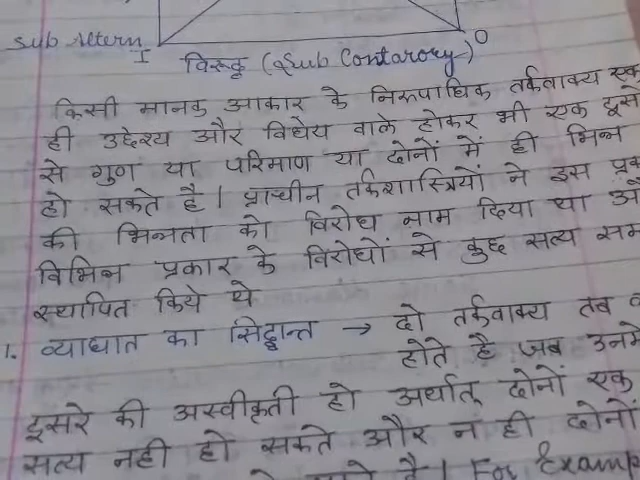 Sub Altern I O
विरुद्ध (Sub Contarory)
किसी मानक आकार के निरुपाधिक तर्कवाक्य एक
ही उद्देश्य और विधेय वाले होकर भी एक दूसरे
से गुण या परिमाण या दोनों में ही भिन्न
हो सकते है। प्राचीन तर्कशास्त्रियों ने इस प्रक
की भिन्नता को विरोध नाम दिया था औ
विभिन्न प्रकार के विरोधों से कुछ सत्य सम
स्थापित किये थे
1. व्याघात का सिद्धान्त → दो तर्कवाक्य तब व
होते है जब उनमे
दूसरे की अस्वीकृती हो अर्थात् दोनों एक
सत्य नही हो सकते और न ही दोनों
है। For Examp